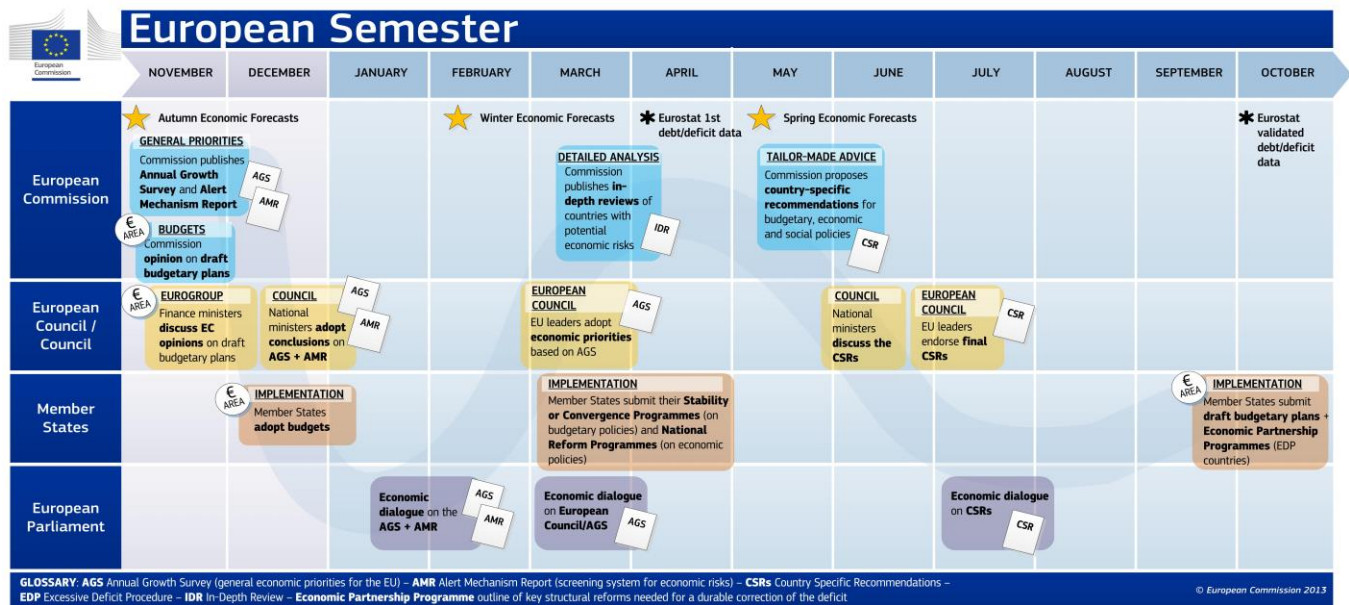 European Semester
European
Commission
NOVEMBER DECEMBER JANUARY FEBRUARY MARCH APRIL MAY JUNE JULY AUGUST SEPTEMBER OCTOBER
European
Commission
Autumn Economic Forecasts
GENERAL PRIORITIES
Commission publishes
Annual Growth
Survey and Alert
Mechanism Report
AGS
AMR
€
AREA
BUDGETS
Commission
opinion on draft
budgetary plans
Winter Economic Forecasts
DETAILED ANALYSIS
Commission
publishes in-
depth reviews of
countries with
potential
economic risks
IDR
Eurostat 1st
debt/deficit data
Spring Economic Forecasts
TAILOR-MADE ADVICE
Commission proposes
country-specific
recommendations for
budgetary, economic
and social policies
CSR
Eurostat
validated
debt/deficit
data
European
Council /
Council
€
AREA
EUROGROUP
Finance ministers
discuss EC
opinions on draft
budgetary plans
COUNCIL
National
ministers adopt
conclusions on
AGS + AMR
AGS
AMR
EUROPEAN
COUNCIL
EU leaders adopt
economic priorities
based on AGS
AGS
COUNCIL
National
ministers
discuss the
CSRs
EUROPEAN
COUNCIL
EU leaders
endorse final
CSRs
CSR
Member
States
€
AREA
IMPLEMENTATION
Member States
adopt budgets
IMPLEMENTATION
Member States submit their Stability
or Convergence Programmes (on
budgetary policies) and National
Reform Programmes (on economic
policies)
€
AREA
IMPLEMENTATION
Member States submit
draft budgetary plans +
Economic Partnership
Programmes (EDP
countries)
European
Parliament
Economic
dialogue on the
AGS + AMR
AGS
AMR
Economic dialogue
on European
Council/AGS
AGS
Economic dialogue
on CSRs
CSR
GLOSSARY: AGS Annual Growth Survey (general economic priorities for the EU) – AMR Alert Mechanism Report (screening system for economic risks) – CSRs Country Specific Recommendations –
EDP Excessive Deficit Procedure – IDR In-Depth Review – Economic Partnership Programme outline of key structural reforms needed for a durable correction of the deficit
© European Commission 2013